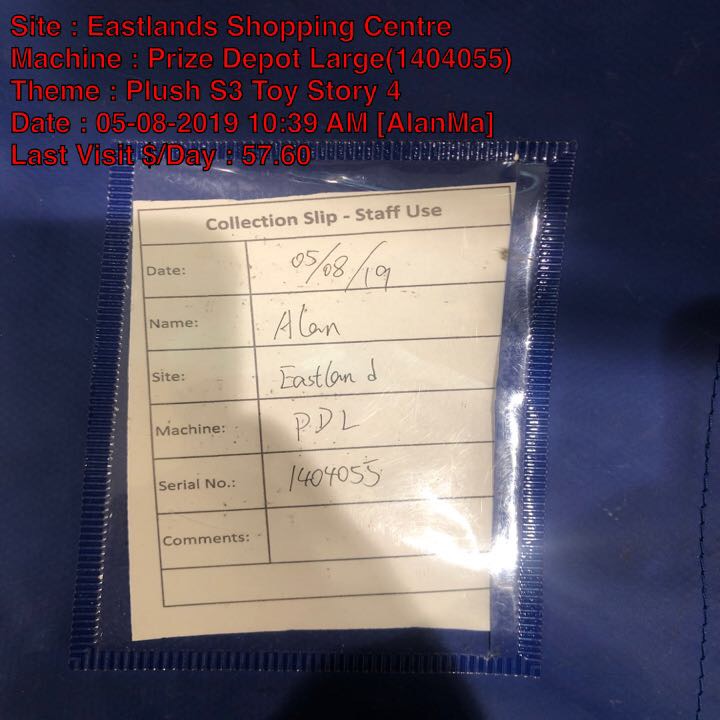 Site : Eastlands Shopping Centre
Machine : Prize Depot Large(1404055)
Theme : Plush S3 Toy Story 4
Date : 05-08-2019 10:39 AM [AlanMa]
Last Visit $/Day : 57.60
Collection Slip - Staff Use
Date: 05/08/19
Name: Alan
Site: Eastland
Machine: PDL
Serial No.: 1404055
Comments: